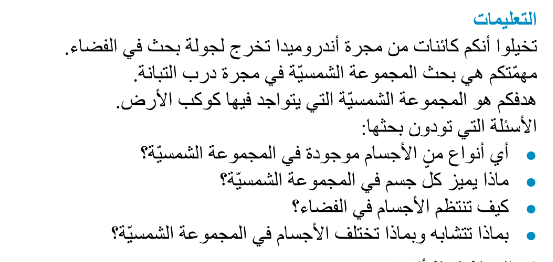 التعليمات
تخيلوا أنكم كائنات من مجرة أندروميدا تخرج لجولة بحث في الفضاء.
مهمّتكم هي بحث المجموعة الشمسيّة في مجرة درب التبانة.
هدفكم هو المجموعة الشمسيّة التي يتواجد فيها كوكب الأرض.
الأسئلة التي تودون بحثها:
● أي أنواع من الأجسام موجودة في المجموعة الشمسيّة؟
● ماذا يميز كلّ جسم في المجموعة الشمسيّة؟
● كيف تنتظم الأجسام في الفضاء؟
● بماذا تتشابه وبماذا تختلف الأجسام في المجموعة الشمسيّة؟